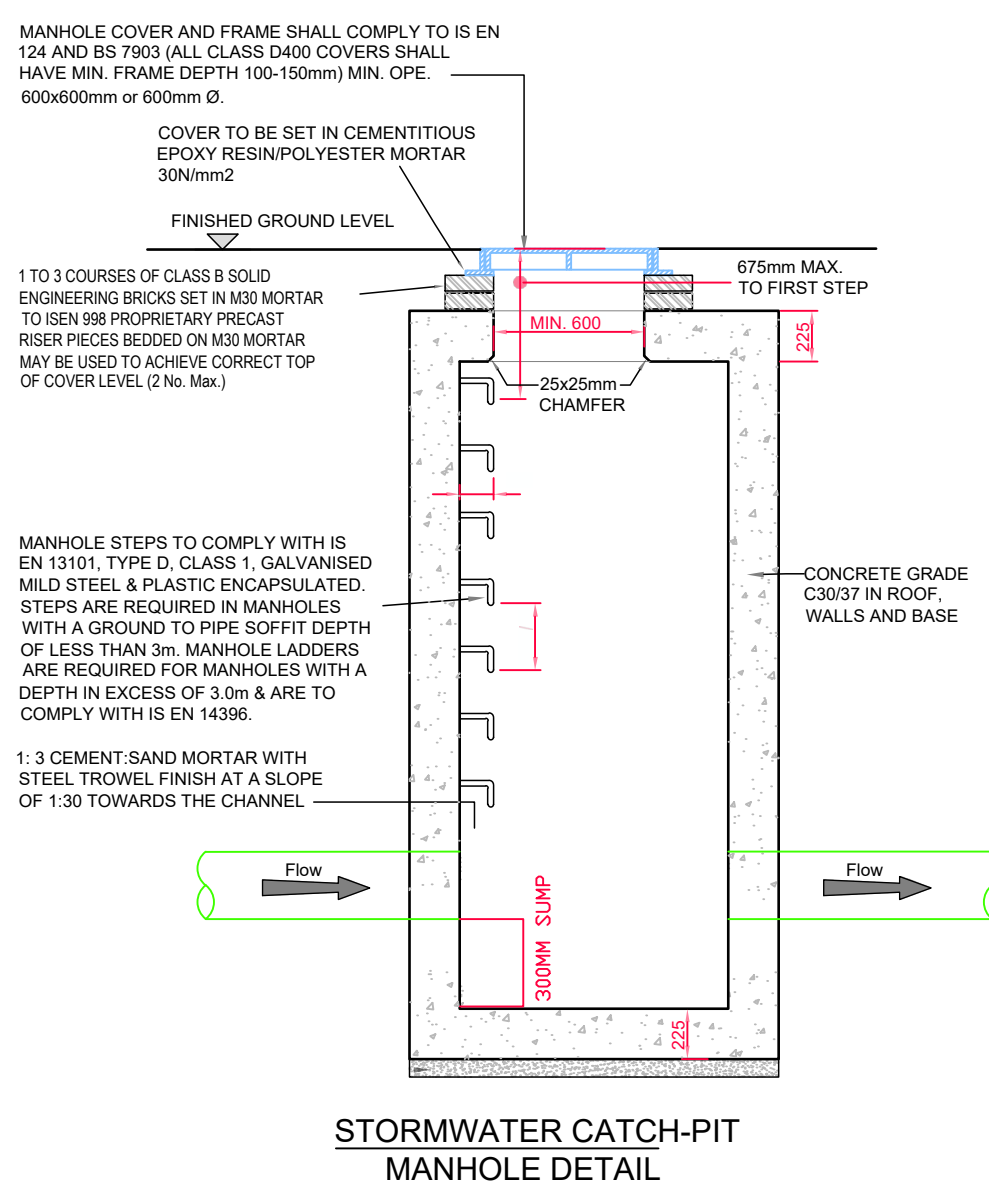 MANHOLE COVER AND FRAME SHALL COMPLY TO IS EN
124 AND BS 7903 (ALL CLASS D400 COVERS SHALL
HAVE MIN. FRAME DEPTH 100-150mm) MIN. OPE.
600x600mm or 600mm Ø.
COVER TO BE SET IN CEMENTITIOUS
EPOXY RESIN/POLYESTER MORTAR
30N/mm2
FINISHED GROUND LEVEL
1 TO 3 COURSES OF CLASS B SOLID
ENGINEERING BRICKS SET IN M30 MORTAR
TO ISEN 998 PROPRIETARY PRECAST
RISER PIECES BEDDED ON M30 MORTAR
MAY BE USED TO ACHIEVE CORRECT TOP
OF COVER LEVEL (2 No. Max.)
675mm MAX.
TO FIRST STEP
MIN. 600
225
25x25mm
CHAMFER
MANHOLE STEPS TO COMPLY WITH IS
EN 13101, TYPE D, CLASS 1, GALVANISED
MILD STEEL & PLASTIC ENCAPSULATED.
STEPS ARE REQUIRED IN MANHOLES
WITH A GROUND TO PIPE SOFFIT DEPTH
OF LESS THAN 3m. MANHOLE LADDERS
ARE REQUIRED FOR MANHOLES WITH A
DEPTH IN EXCESS OF 3.0m & ARE TO
COMPLY WITH IS EN 14396.
CONCRETE GRADE
C30/37 IN ROOF,
WALLS AND BASE
1: 3 CEMENT:SAND MORTAR WITH
STEEL TROWEL FINISH AT A SLOPE
OF 1:30 TOWARDS THE CHANNEL
Flow
Flow
300MM SUMP
225
STORMWATER CATCH-PIT
MANHOLE DETAIL